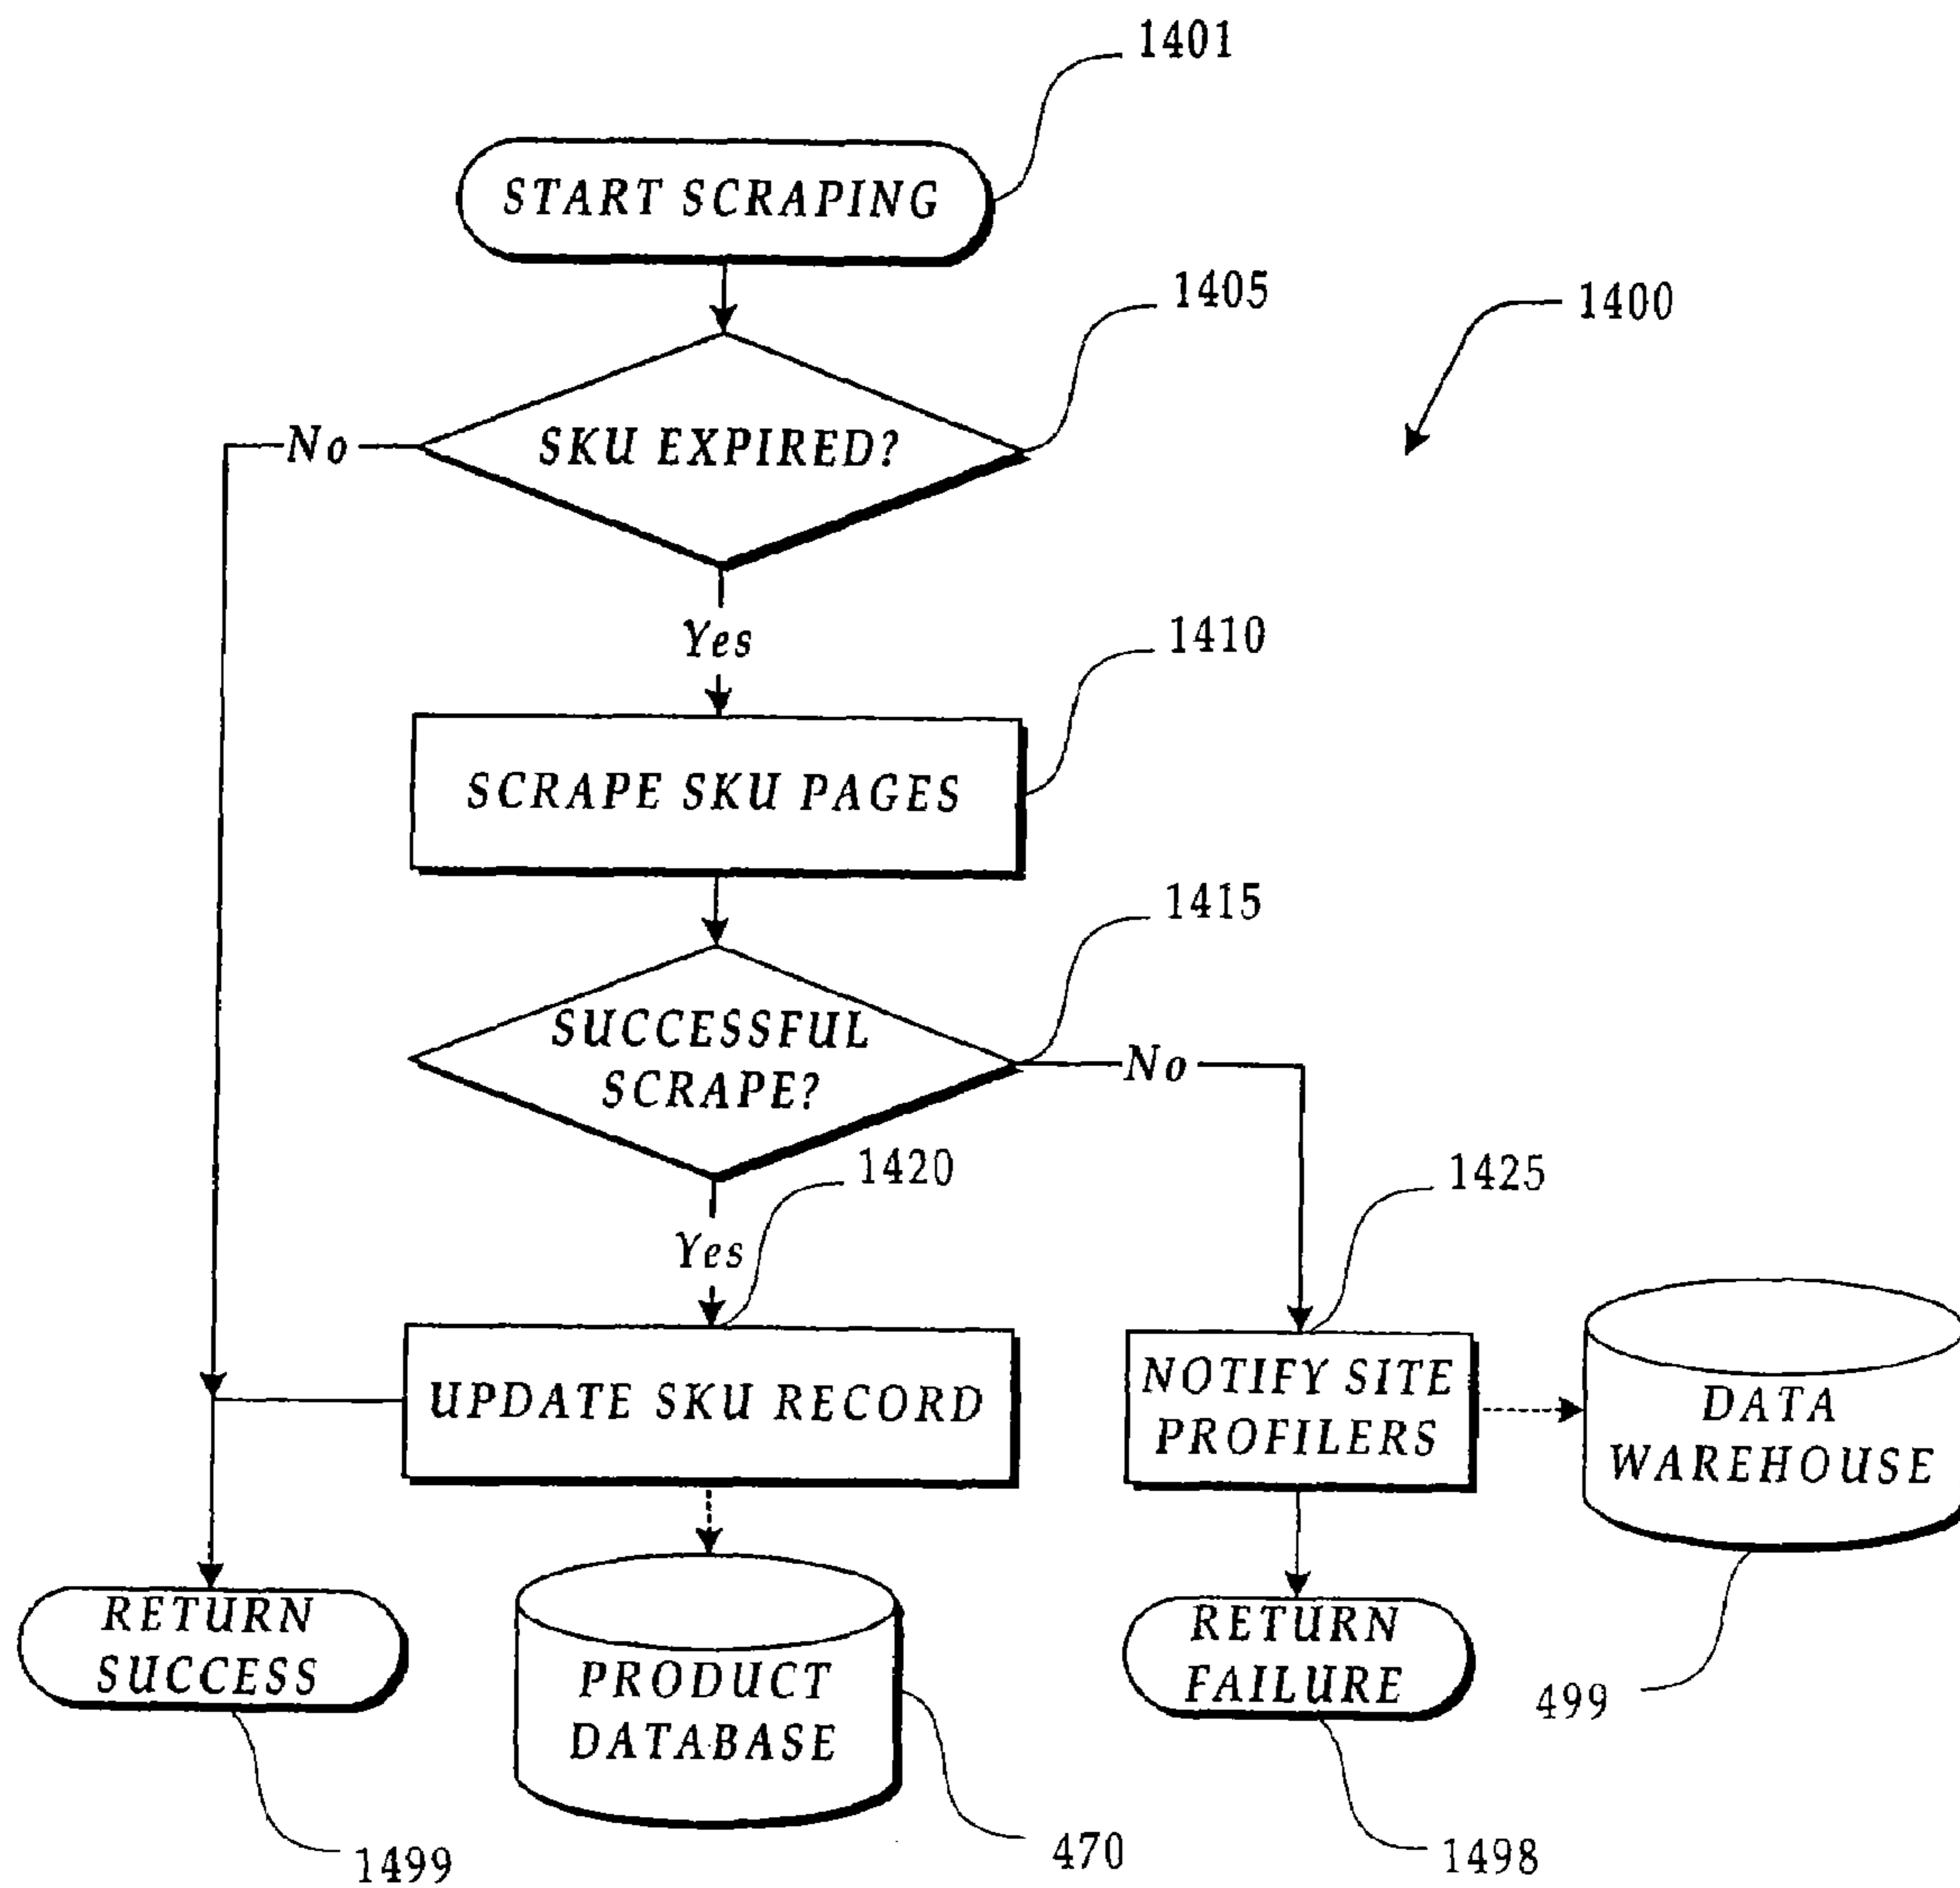 1401
START SCRAPING
1405
1400
SKU EXPIRED?
No
Yes
1410
SCRAPE SKU PAGES
1415
SUCCESSFUL
SCRAPE?
No
1420
1425
Yes
UPDATE SKU RECORD
NOTIFY SITE
PROFILERS
DATA
WAREHOUSE
RETURN
SUCCESS
PRODUCT
DATABASE
RETURN
FAILURE
499
1499
470
1498